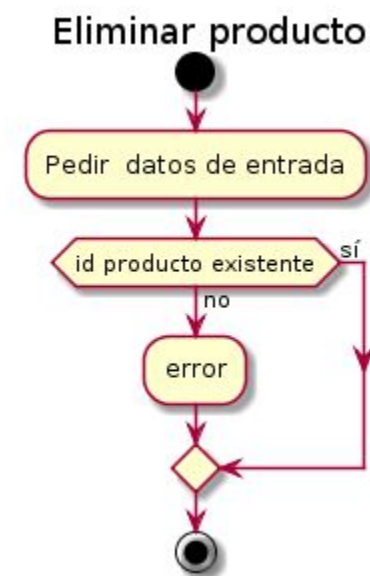 Eliminar producto
Pedir  datos de entrada
id producto existente
sí
no
error